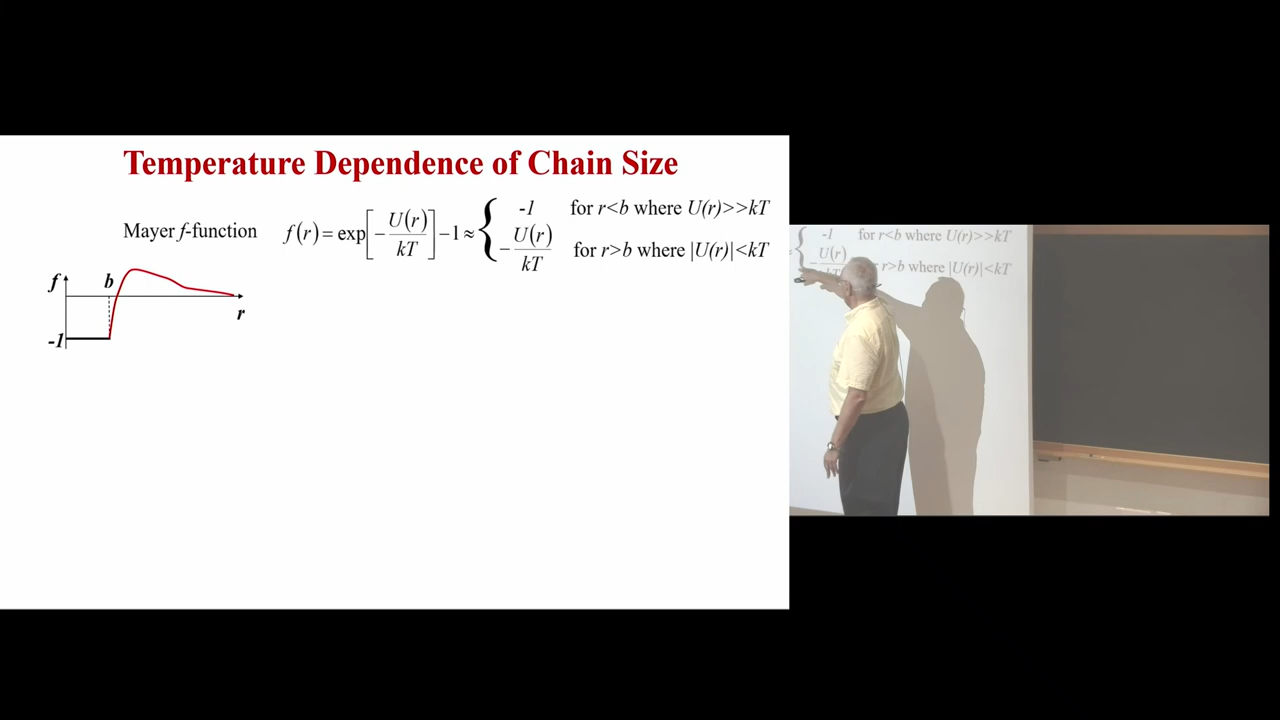 Temperature Dependence of Chain Size
Mayer f-function f(r) = exp[-U(r)/kT] - 1 ≈ { -1 for r<b where U(r)>>kT
-U(r)/kT for r>b where |U(r)|<kT
f
b
r
-1
-1 for r<b where U(r)>>kT
-U(r)/kT r>b where |U(r)|<kT